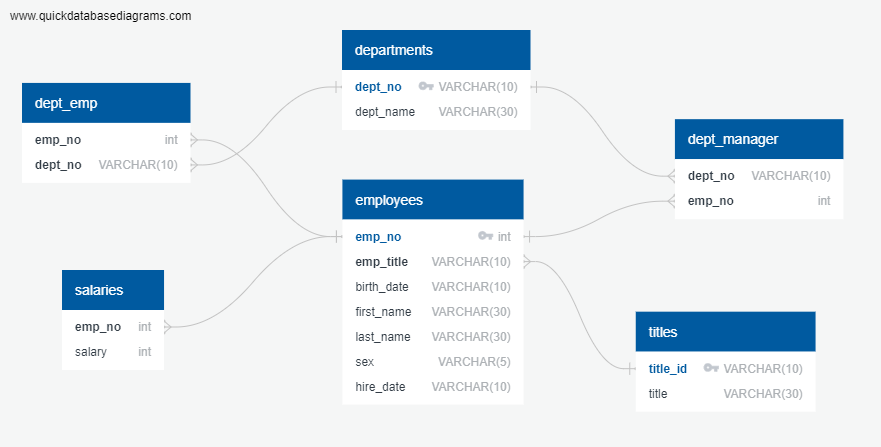 www.quickdatabasediagrams.com
departments
dept_no VARCHAR(10)
dept_name VARCHAR(30)
dept_emp
emp_no int
dept_no VARCHAR(10)
dept_manager
dept_no VARCHAR(10)
emp_no int
employees
emp_no int
emp_title VARCHAR(10)
birth_date VARCHAR(10)
first_name VARCHAR(30)
last_name VARCHAR(30)
sex VARCHAR(5)
hire_date VARCHAR(10)
salaries
emp_no int
salary int
titles
title_id VARCHAR(10)
title VARCHAR(30)